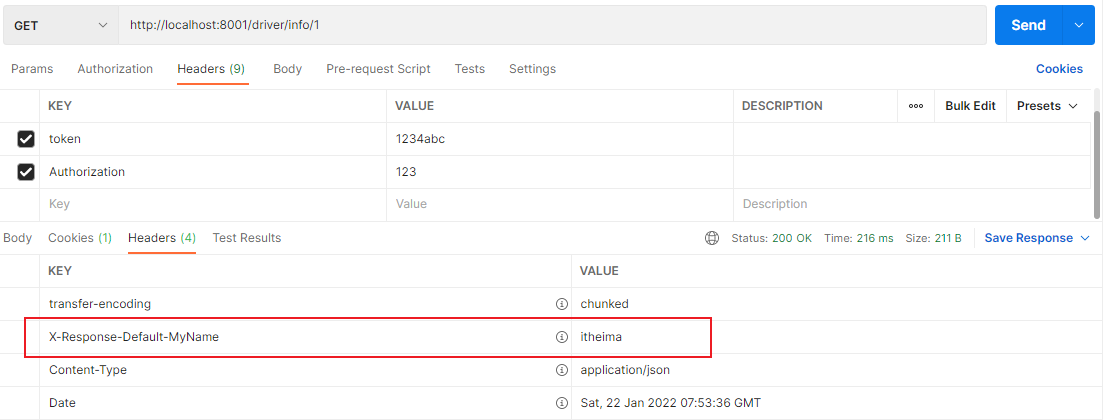 GET http://localhost:8001/driver/info/1 Send
Params Authorization Headers (9) Body Pre-request Script Tests Settings Cookies
KEY VALUE DESCRIPTION ooo Bulk Edit Presets
token 1234abc
Authorization 123
Key Value Description
Body Cookies (1) Headers (4) Test Results Status: 200 OK Time: 216 ms Size: 211 B Save Response
KEY VALUE
transfer-encoding chunked
X-Response-Default-MyName itheima
Content-Type application/json
Date Sat, 22 Jan 2022 07:53:36 GMT